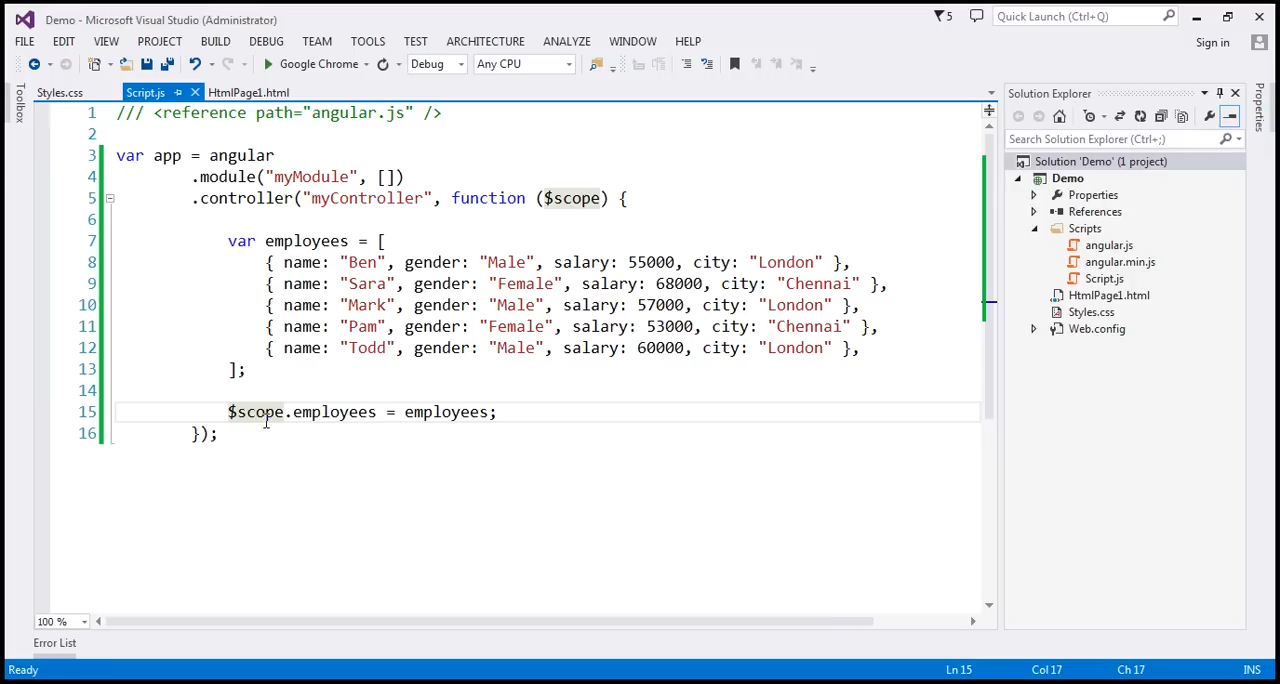 Demo - Microsoft Visual Studio (Administrator)
5
Quick Launch (Ctrl+Q)
FILE EDIT VIEW PROJECT BUILD DEBUG TEAM TOOLS TEST ARCHITECTURE ANALYZE WINDOW HELP
Sign in
Google Chrome Debug Any CPU
Toolbox
Styles.css Script.js HtmlPage1.html
1 /// <reference path="angular.js" />
2
3 var app = angular
4 .module("myModule", [])
5 .controller("myController", function ($scope) {
6
7 var employees = [
8 { name: "Ben", gender: "Male", salary: 55000, city: "London" },
9 { name: "Sara", gender: "Female", salary: 68000, city: "Chennai" },
10 { name: "Mark", gender: "Male", salary: 57000, city: "London" },
11 { name: "Pam", gender: "Female", salary: 53000, city: "Chennai" },
12 { name: "Todd", gender: "Male", salary: 60000, city: "London" },
13 ];
14
15 $scope.employees = employees;
16 });
100 %
Error List
Solution Explorer
Search Solution Explorer (Ctrl+;)
Solution 'Demo' (1 project)
Demo
Properties
References
Scripts
angular.js
angular.min.js
Script.js
HtmlPage1.html
Styles.css
Web.config
Properties
Ready Ln 15 Col 17 Ch 17 INS